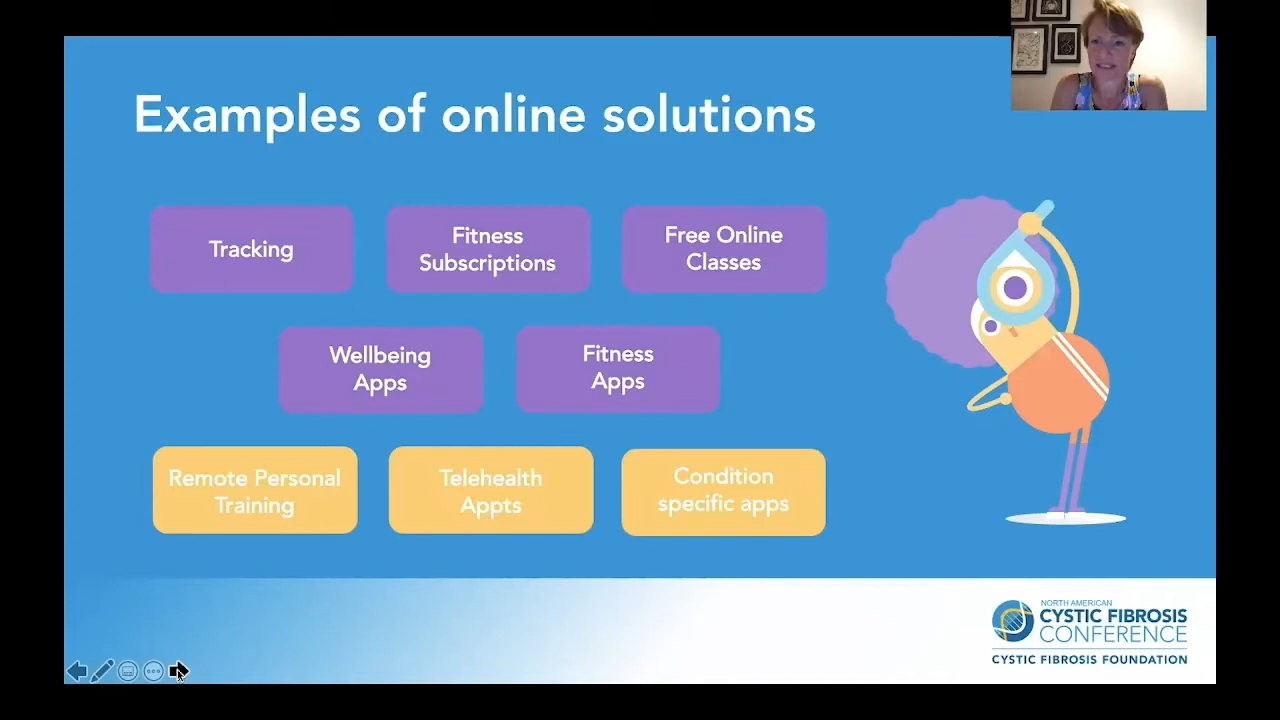 Examples of online solutions
Tracking
Fitness
Subscriptions
Free Online
Classes
Wellbeing
Apps
Fitness
Apps
Remote Personal
Training
Telehealth
Appts
Condition
specific apps
NORTH AMERICAN
CYSTIC FIBROSIS
CONFERENCE
CYSTIC FIBROSIS FOUNDATION